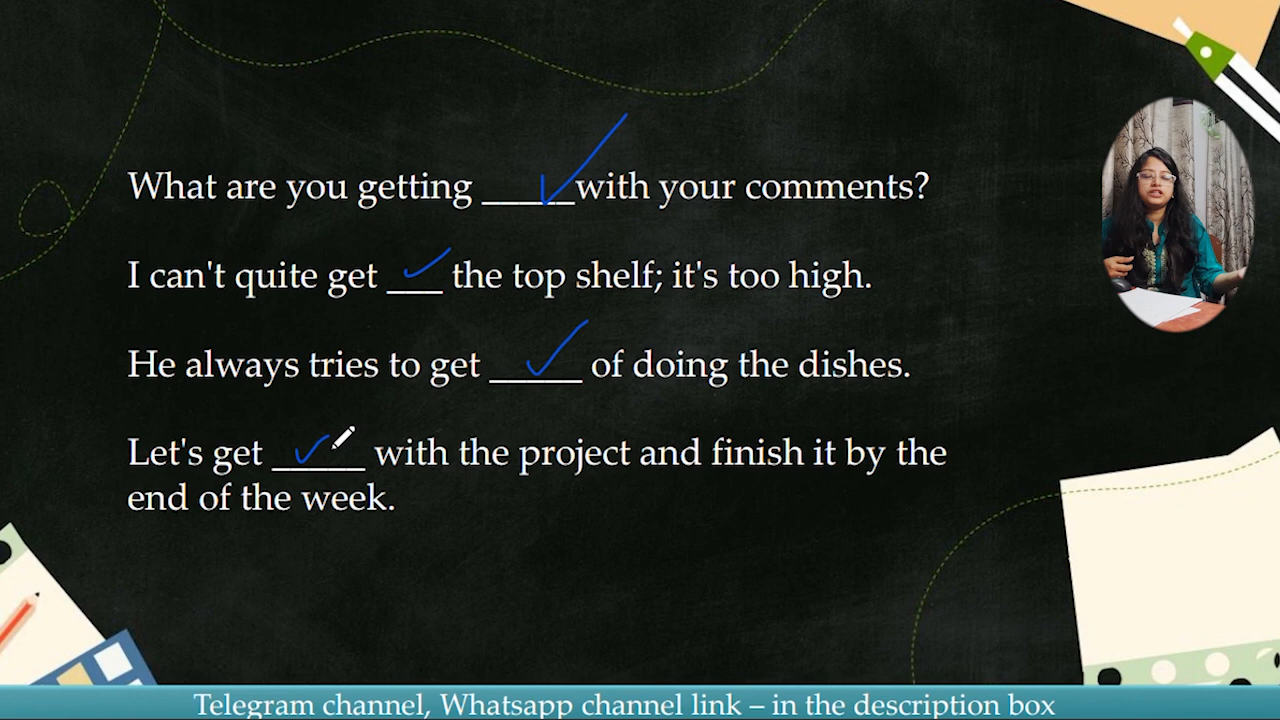 What are you getting _____with your comments?
I can't quite get ___ the top shelf; it's too high.
He always tries to get _____ of doing the dishes.
Let's get _____ with the project and finish it by the
end of the week.
Telegram channel, Whatsapp channel link – in the description box